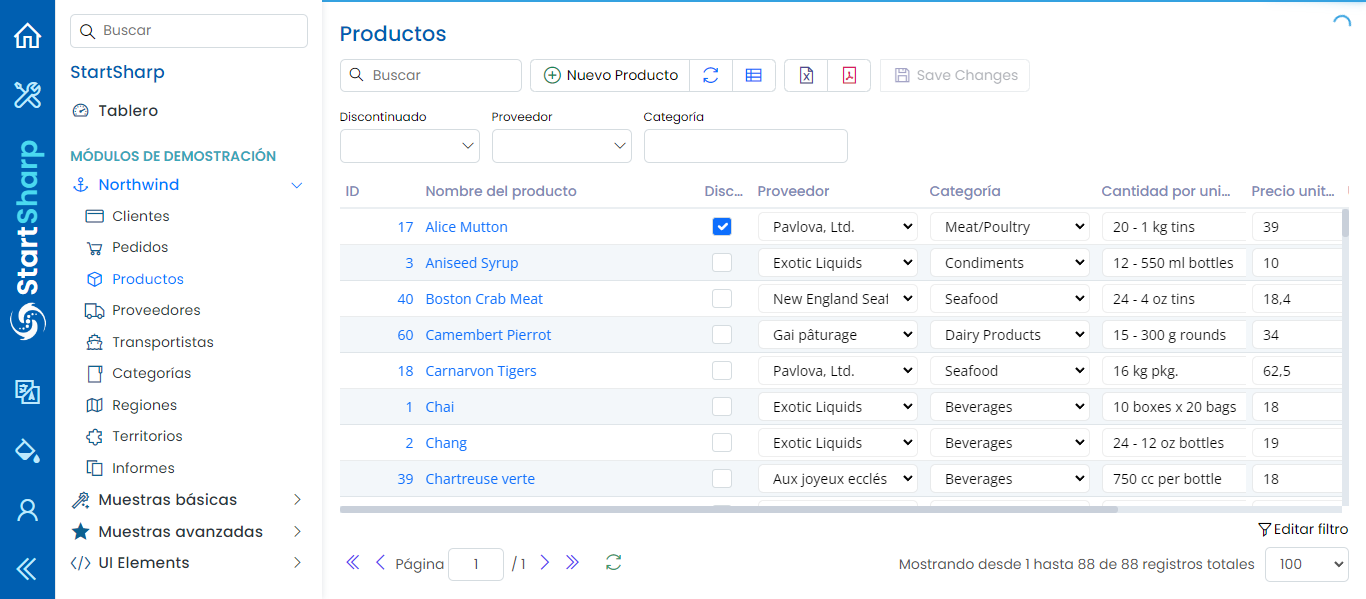 StartSharp
Buscar
StartSharp
Tablero
MÓDULOS DE DEMOSTRACIÓN
Northwind
Clientes
Pedidos
Productos
Proveedores
Transportistas
Categorías
Regiones
Territorios
Informes
Muestras básicas
Muestras avanzadas
UI Elements
Productos
Buscar Nuevo Producto Save Changes
Discontinuado Proveedor Categoría
ID Nombre del producto Disc... Proveedor Categoría Cantidad por uni... Precio unit...
17 Alice Mutton Pavlova, Ltd. Meat/Poultry 20 - 1 kg tins 39
3 Aniseed Syrup Exotic Liquids Condiments 12 - 550 ml bottles 10
40 Boston Crab Meat New England Seaf Seafood 24 - 4 oz tins 18,4
60 Camembert Pierrot Gai pâturage Dairy Products 15 - 300 g rounds 34
18 Carnarvon Tigers Pavlova, Ltd. Seafood 16 kg pkg. 62,5
1 Chai Exotic Liquids Beverages 10 boxes x 20 bags 18
2 Chang Exotic Liquids Beverages 24 - 12 oz bottles 19
39 Chartreuse verte Aux joyeux ecclés Beverages 750 cc per bottle 18
Editar filtro
Página 1 / 1 Mostrando desde 1 hasta 88 de 88 registros totales 100